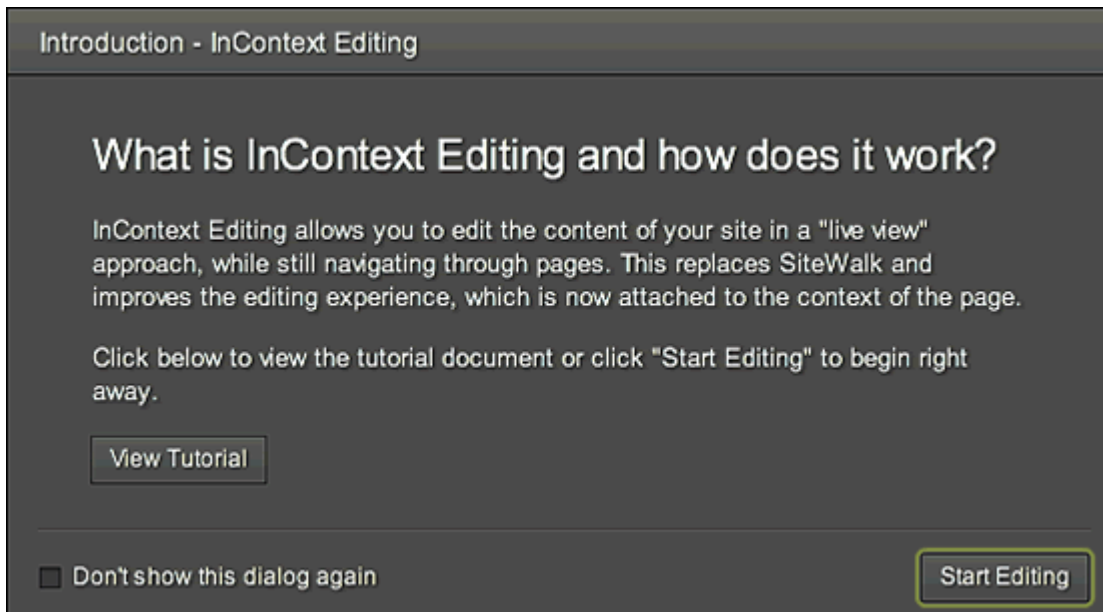 Introduction - InContext Editing
What is InContext Editing and how does it work?
InContext Editing allows you to edit the content of your site in a "live view"
approach, while still navigating through pages. This replaces SiteWalk and
improves the editing experience, which is now attached to the context of the page.
Click below to view the tutorial document or click "Start Editing" to begin right
away.
View Tutorial
Don't show this dialog again
Start Editing